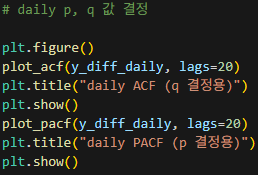 # daily p, q 값 결정
plt.figure()
plot_acf(y_diff_daily, lags=20)
plt.title("daily ACF (q 결정용)")
plt.show()
plot_pacf(y_diff_daily, lags=20)
plt.title("daily PACF (p 결정용)")
plt.show()